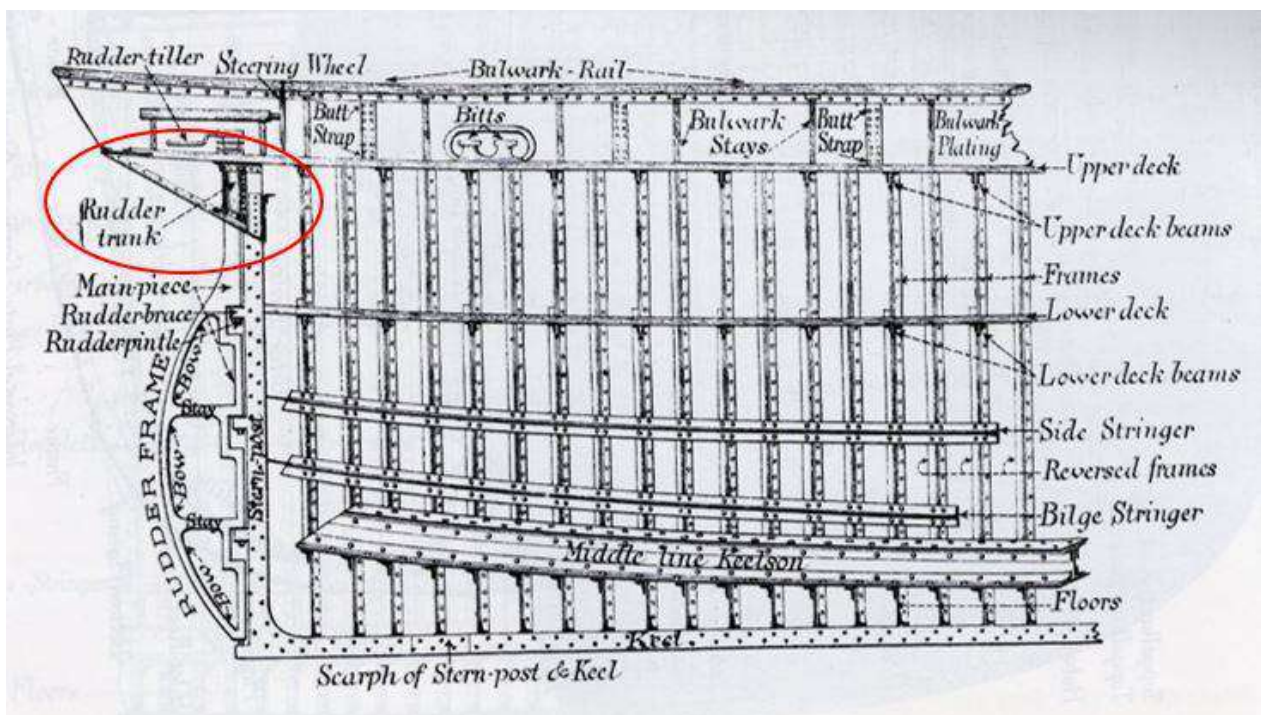 Rudder-tiller
Steering Wheel
Bulwark-Rail
Butt
Strap
Bitts
Bulwark
Stays
Butt
Strap
Bulwark
Plating
Upper deck
Rudder
trunk
Upper deck beams
Main-piece
Frames
Rudderbrace
Lower deck
Rudderpintle
Lower deck beams
RUDDER FRAME
Bow
Stay
Bow
Stay
Bow
Stern-post
Side Stringer
Reversed frames
Bilge Stringer
Middle line Keelson
Floors
Keel
Scarph of Stern-post & Keel
Floors